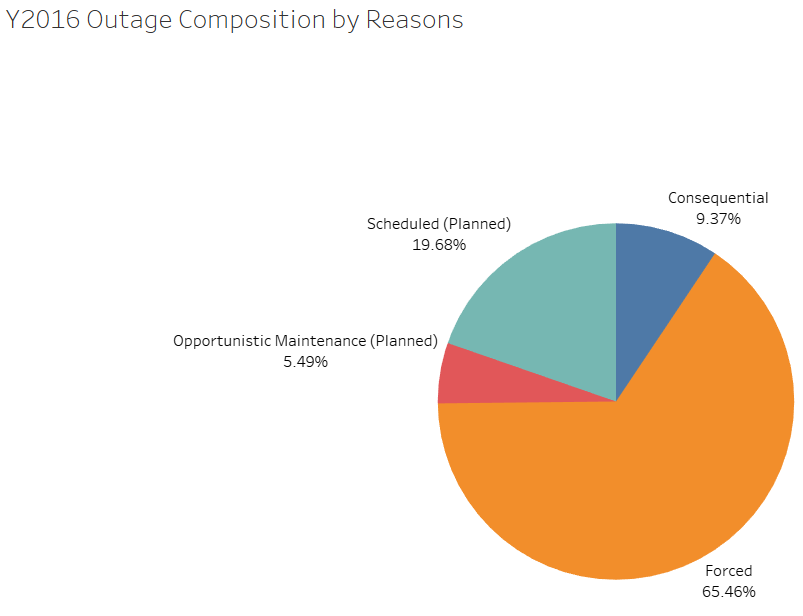 Y2016 Outage Composition by Reasons
Consequential
9.37%
Scheduled (Planned)
19.68%
Opportunistic Maintenance (Planned)
5.49%
Forced
65.46%